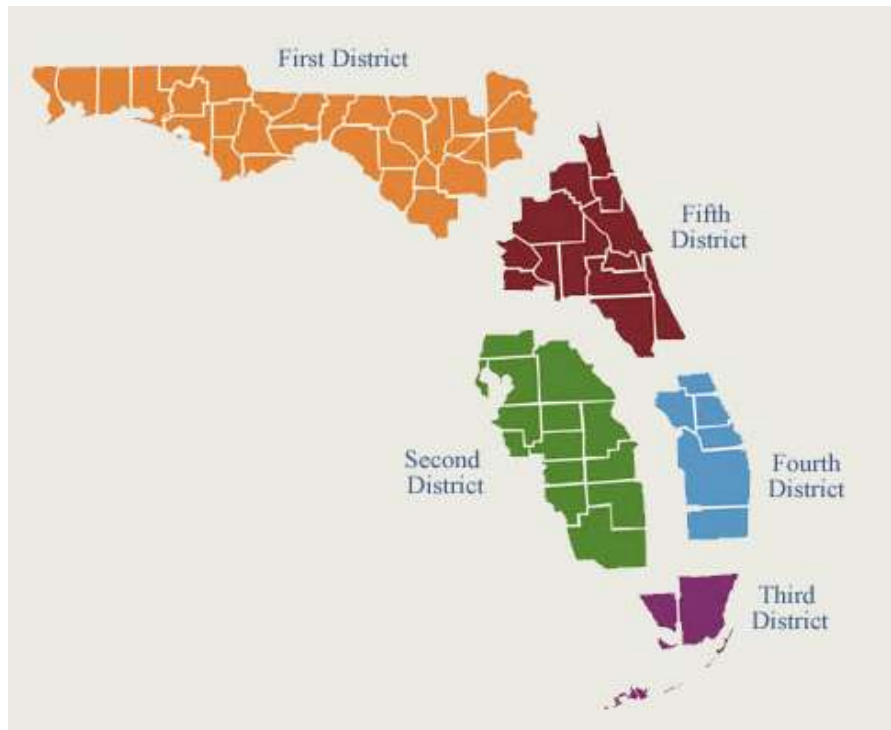 First District
Fifth
District
Second
District
Fourth
District
Third
District